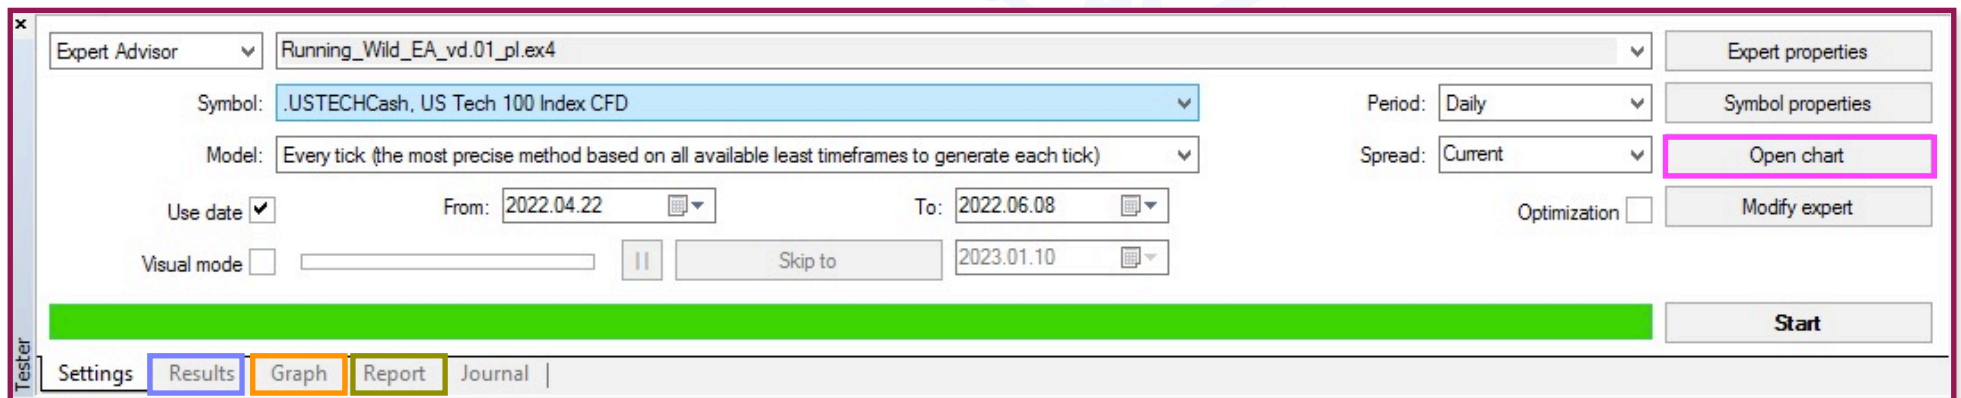 x
Expert Advisor Running_Wild_EA_vd.01_pl.ex4 Expert properties
Symbol: .USTECHCash, US Tech 100 Index CFD Period: Daily Symbol properties
Model: Every tick (the most precise method based on all available least timeframes to generate each tick) Spread: Current Open chart
Use date From: 2022.04.22 To: 2022.06.08 Optimization Modify expert
Visual mode Skip to 2023.01.10
Start
Tester
Settings Results Graph Report Journal